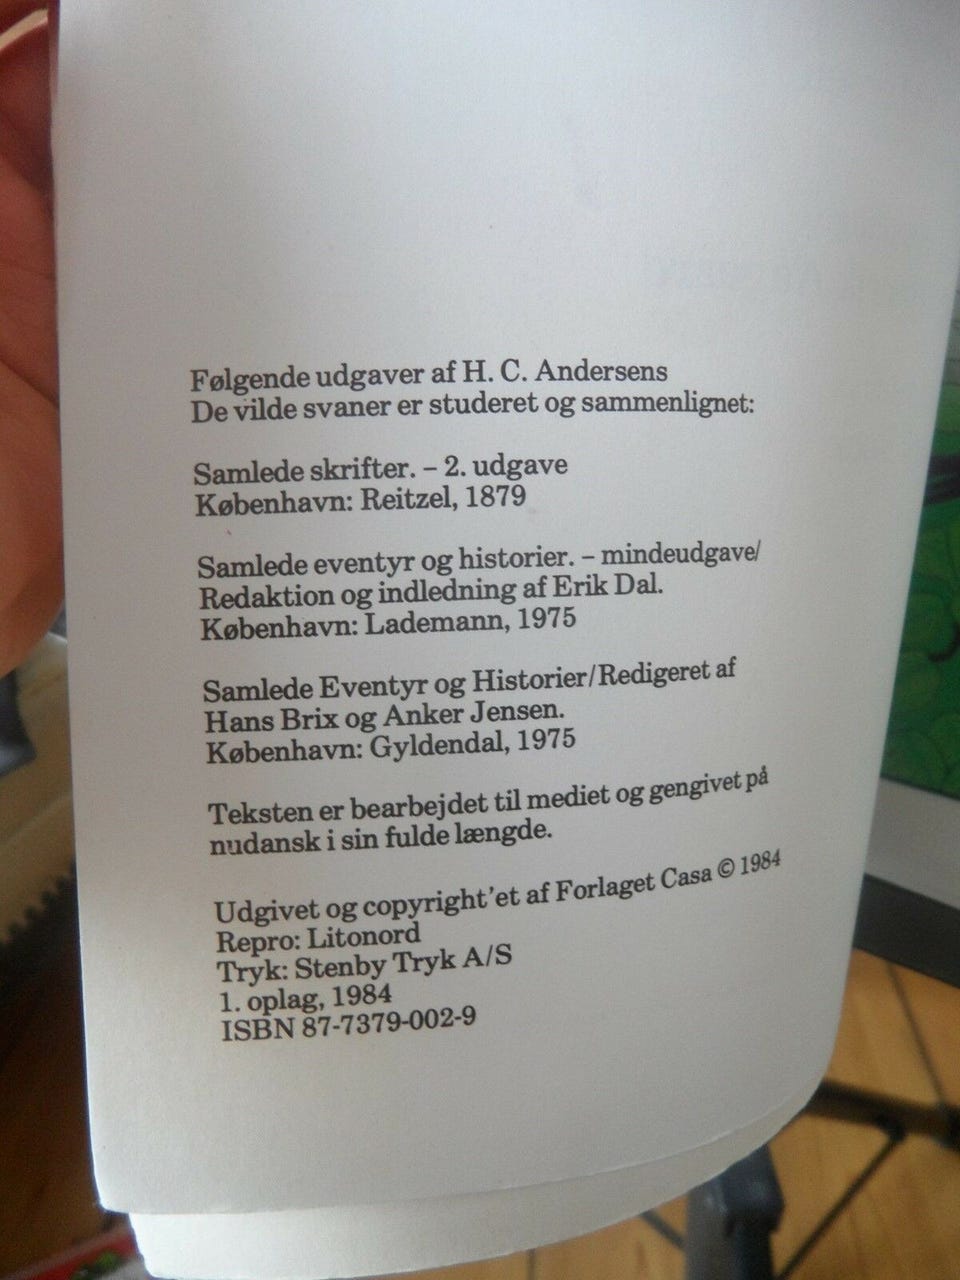 Følgende udgaver af H. C. Andersens
De vilde svaner er studeret og sammenlignet:
Samlede skrifter. – 2. udgave
København: Reitzel, 1879
Samlede eventyr og historier. – mindeudgave/
Redaktion og indledning af Erik Dal.
København: Lademann, 1975
Samlede Eventyr og Historier/Redigeret af
Hans Brix og Anker Jensen.
København: Gyldendal, 1975
Teksten er bearbejdet til mediet og gengivet på
nudansk i sin fulde længde.
Udgivet og copyright'et af Forlaget Casa © 1984
Repro: Litonord
Tryk: Stenby Tryk A/S
1. oplag, 1984
ISBN 87-7379-002-9